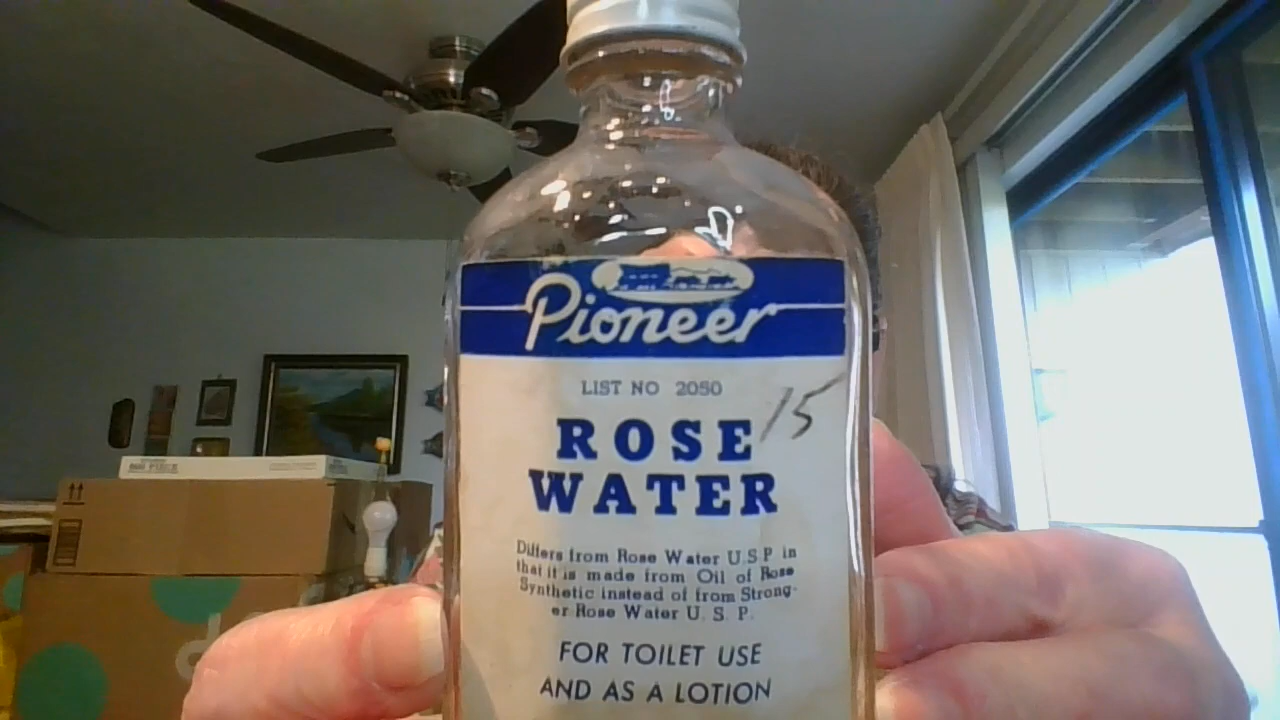 Pioneer
LIST NO 2050
15
ROSE
WATER
Differs from Rose Water U.S.P in
that it is made from Oil of Rose
Synthetic instead of from Strong-
er Rose Water U. S. P.
FOR TOILET USE
AND AS A LOTION